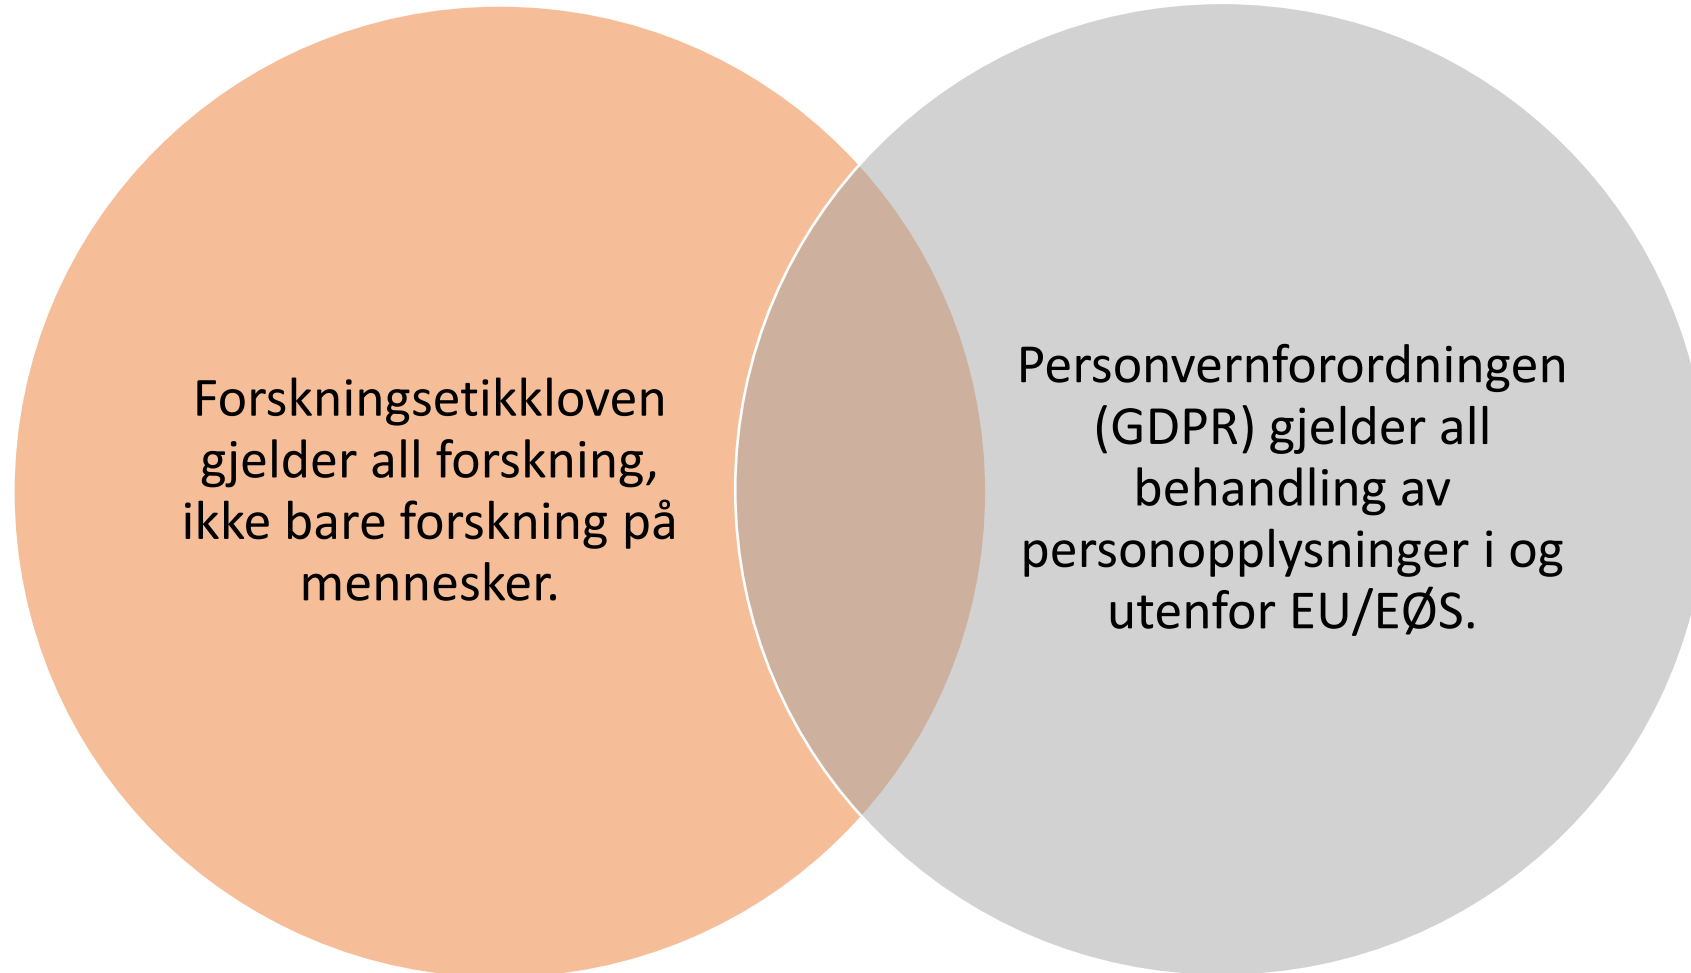 Forskningsetikkloven
gjelder all forskning,
ikke bare forskning på
mennesker.
Personvernforordningen
(GDPR) gjelder all
behandling av
personopplysninger i og
utenfor EU/EØS.